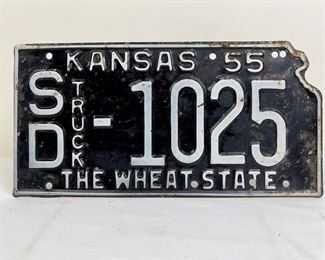 KANSAS 55
SD TRUCK -1025
THE WHEAT STATE